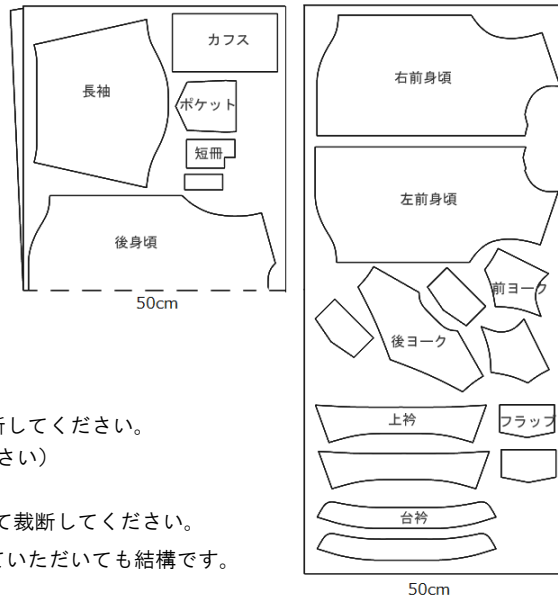 長袖
カフス
ポケット
短冊
後身頃
50cm
断してください。
さい）
て裁断してください。
ていただいても結構です。
右前身頃
左前身頃
前ヨーク
後ヨーク
上衿
フラップ
台衿
50cm